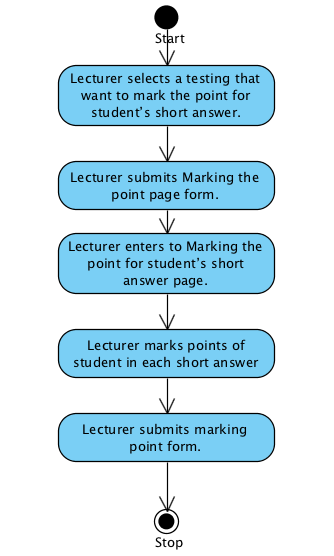 Start
Lecturer selects a testing that
want to mark the point for
student’s short answer.
Lecturer submits Marking the
point page form.
Lecturer enters to Marking the
point for student’s short
answer page.
Lecturer marks points of
student in each short answer
Lecturer submits marking
point form.
Stop